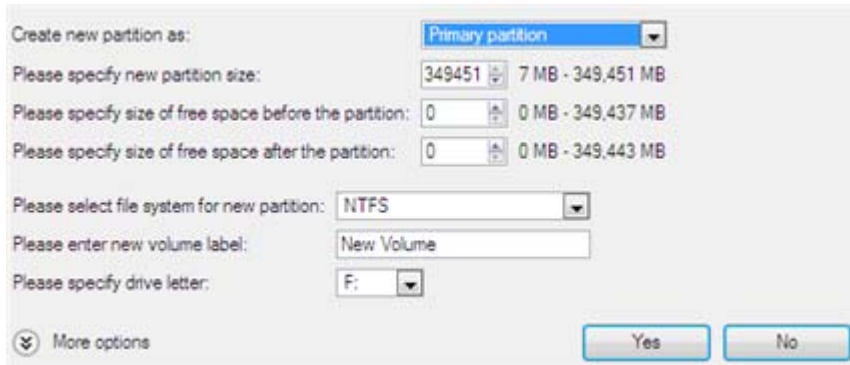 Create new partition as: Primary partition
Please specify new partition size: 349451 7 MB - 349,451 MB
Please specify size of free space before the partition: 0 0 MB - 349,437 MB
Please specify size of free space after the partition: 0 0 MB - 349,443 MB
Please select file system for new partition: NTFS
Please enter new volume label: New Volume
Please specify drive letter: F:
More options Yes No